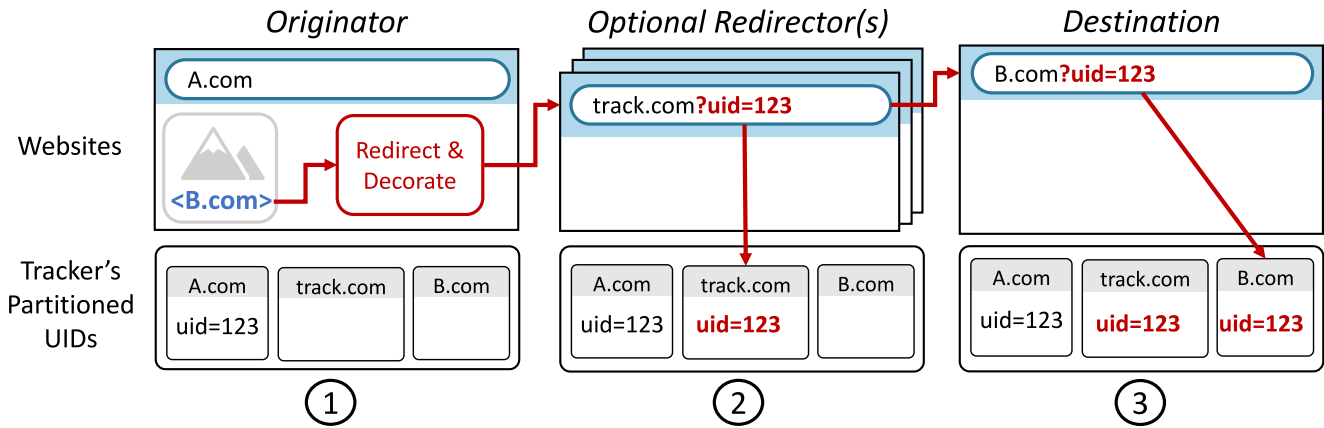 Originator
Optional Redirector(s)
Destination
Websites
A.com
<B.com>
Redirect &
Decorate
track.com?uid=123
B.com?uid=123
Tracker's
Partitioned
UIDs
A.com
uid=123
track.com
B.com
A.com
uid=123
track.com
uid=123
B.com
A.com
uid=123
track.com
uid=123
B.com
uid=123
1
2
3